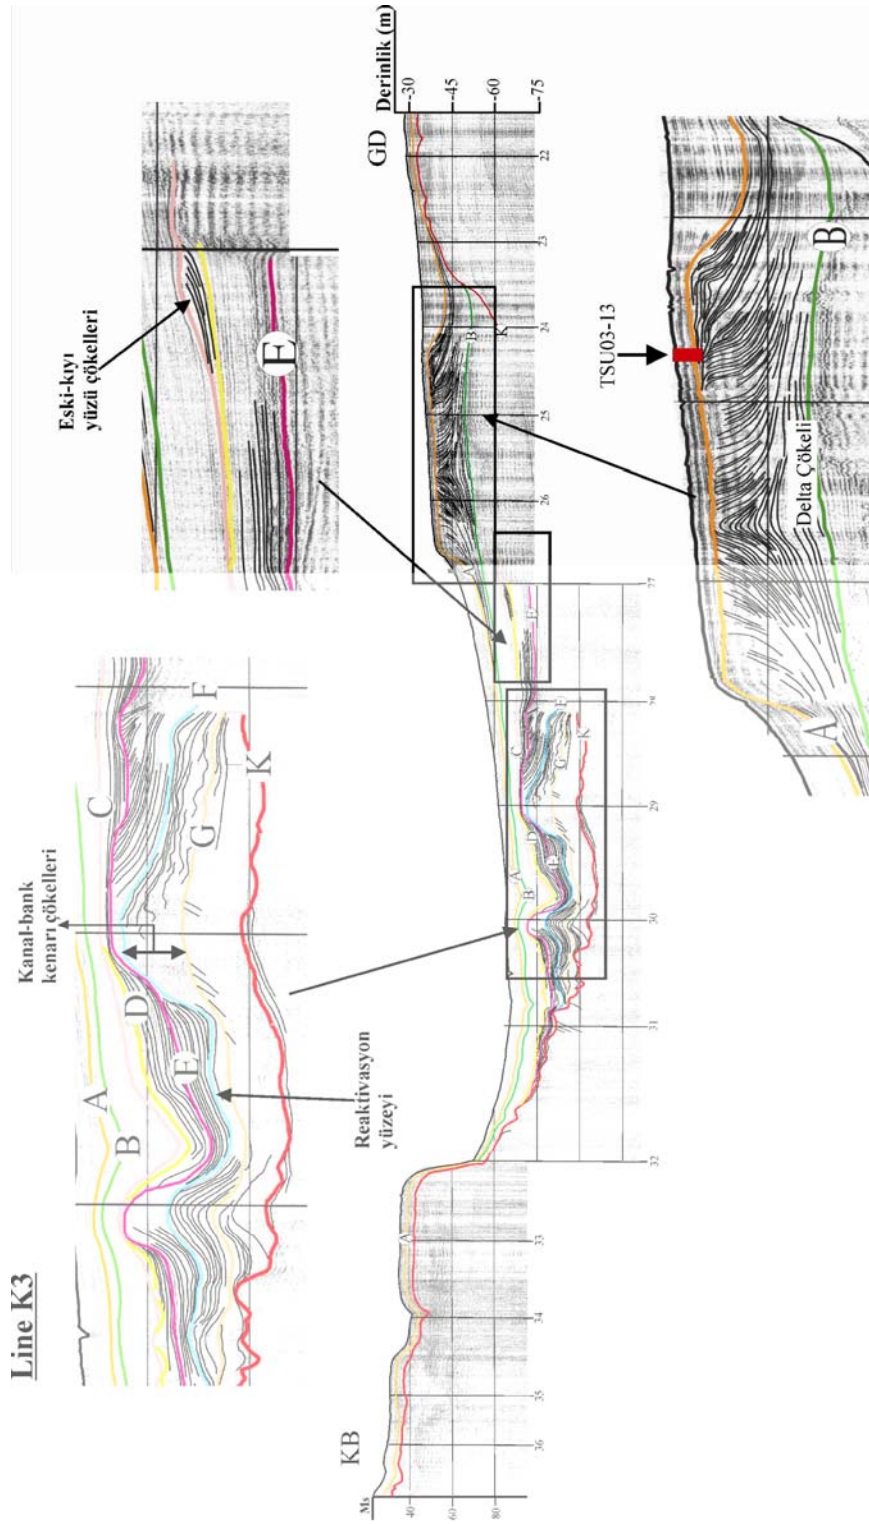 Line K3
A
B
D
E
C
F
G
K
Kanal-bank
kenarı çökelleri
Reaktivasyon
yüzeyi
Eski-kıyı
yüzü çökelleri
E
KB
GD
Ms
40
60
80
Derinlik (m)
-30
-45
-60
-75
36
35
34
33
32
31
30
29
28
27
26
25
24
23
22
A
A
B
D
E
C
F
G
K
E
A
B
K
TSU03-13
Delta Çökeli
A
B